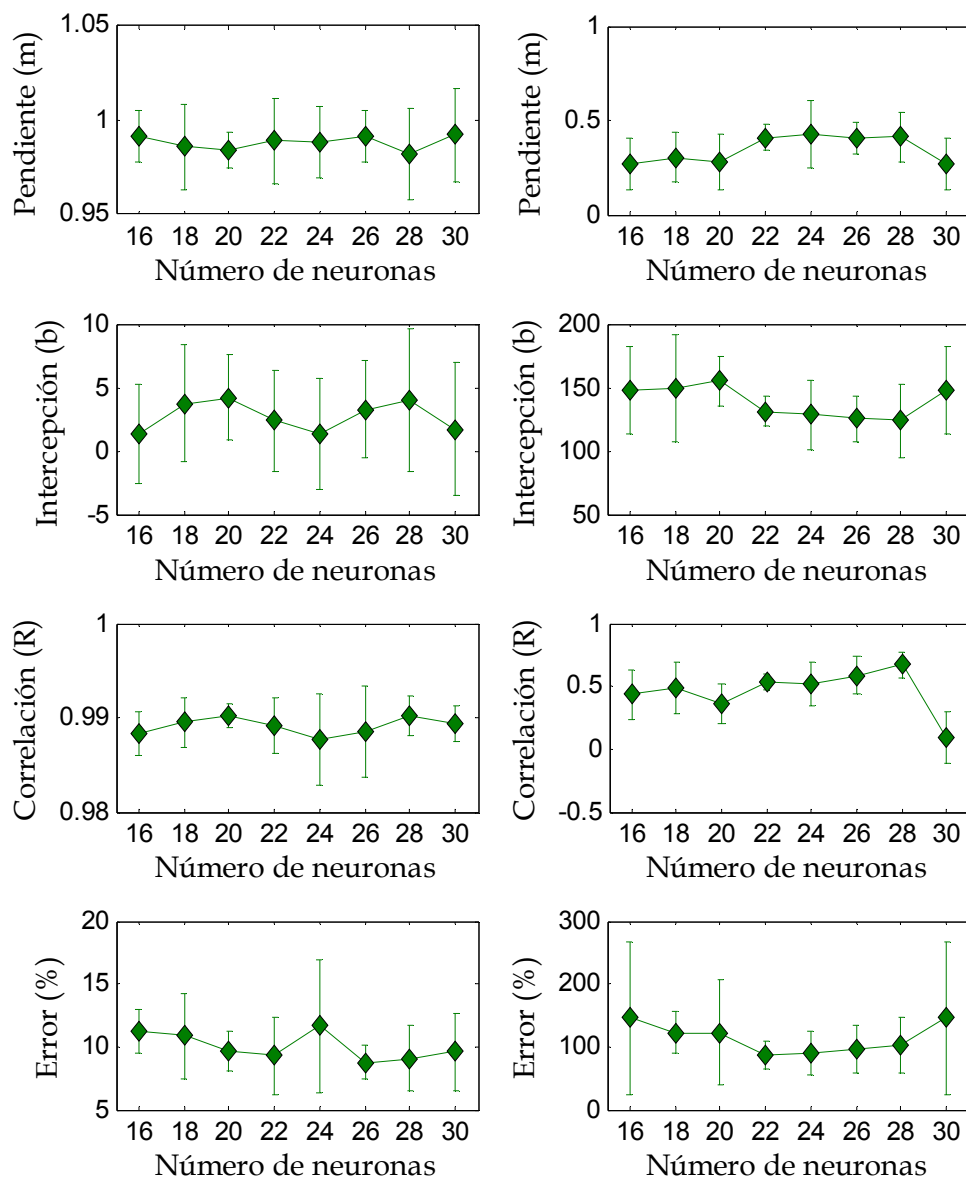 Pendiente (m)
1.05
1
0.95
16 18 20 22 24 26 28 30
Número de neuronas
Pendiente (m)
1
0.5
0
16 18 20 22 24 26 28 30
Número de neuronas
Intercepción (b)
10
5
0
-5
16 18 20 22 24 26 28 30
Número de neuronas
Intercepción (b)
200
150
100
50
16 18 20 22 24 26 28 30
Número de neuronas
Correlación (R)
1
0.99
0.98
16 18 20 22 24 26 28 30
Número de neuronas
Correlación (R)
1
0.5
0
-0.5
16 18 20 22 24 26 28 30
Número de neuronas
Error (%)
20
15
10
5
16 18 20 22 24 26 28 30
Número de neuronas
Error (%)
300
200
100
0
16 18 20 22 24 26 28 30
Número de neuronas